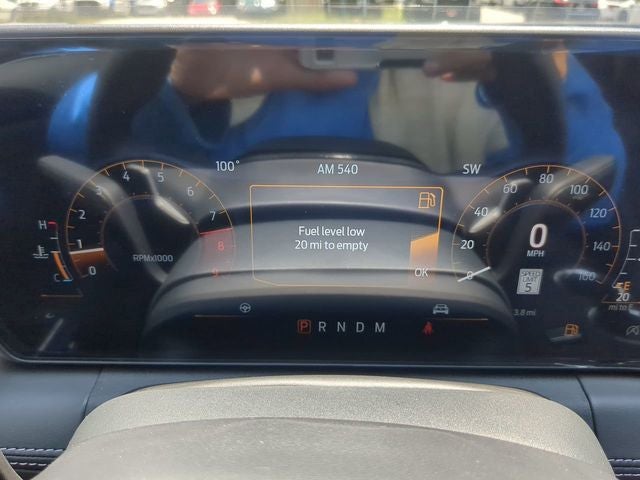 100° AM 540 SW
Fuel level low
20 mi to empty
OK
0 1 2 3 4 5 6 7 8 9
RPMx1000
H
C
0 20 40 60 80 100 120 140 160
0
MPH
SPEED
LIMIT
5
3.8 mi
E
20
P R N D M